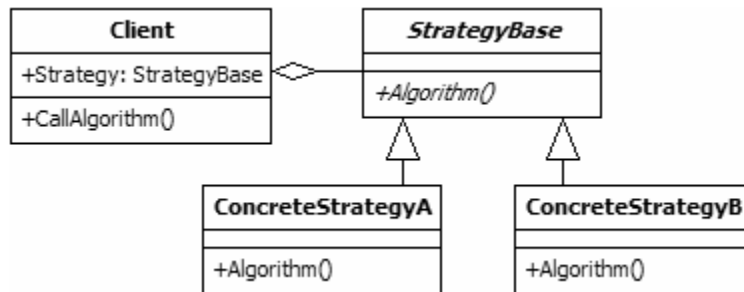 Client
+Strategy: StrategyBase
+CallAlgorithm()
StrategyBase
+Algorithm()
ConcreteStrategyA
+Algorithm()
ConcreteStrategyB
+Algorithm()